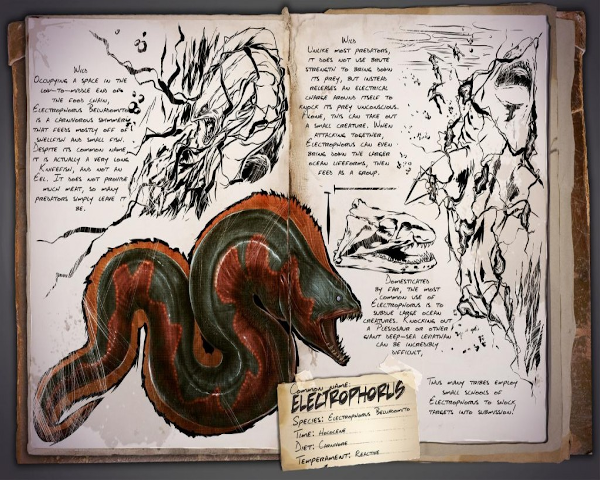 Wild
Occupying a space in the
low-to-middle end of
the food chain,
Electrophorus Beluadomito
is a carnivorous swimmer
that feeds mostly off of
shellfish and small fish.
Despite its common name
it is actually a very long
Knifefish, and not an
Eel. It does not provide
much meat, so many
predators simply leave it
be.
Wild
Unlike most predators,
it does not use brute
strength to bring down
its prey, but instead
releases an electrical
charge around itself to
knock its prey unconscious.
Alone, this can take out
a small creature. When
attacking together,
Electrophorus can even
bring down the larger
ocean lifeforms, then
feed as a group.
Domesticated
By far, the most
common use of
Electrophorus is to
subdue large ocean
creatures. Knocking out
a Plesiosaur or other
giant deep-sea leviathan
can be incredibly
difficult,
Thus many tribes employ
small schools of
Electrophorus to shock
targets into submission.
Common name:
ELECTROPHORUS
Species: Electrophorus Beluadomito
Time: Holocene
Diet: Carnivore
Temperament: Reactive